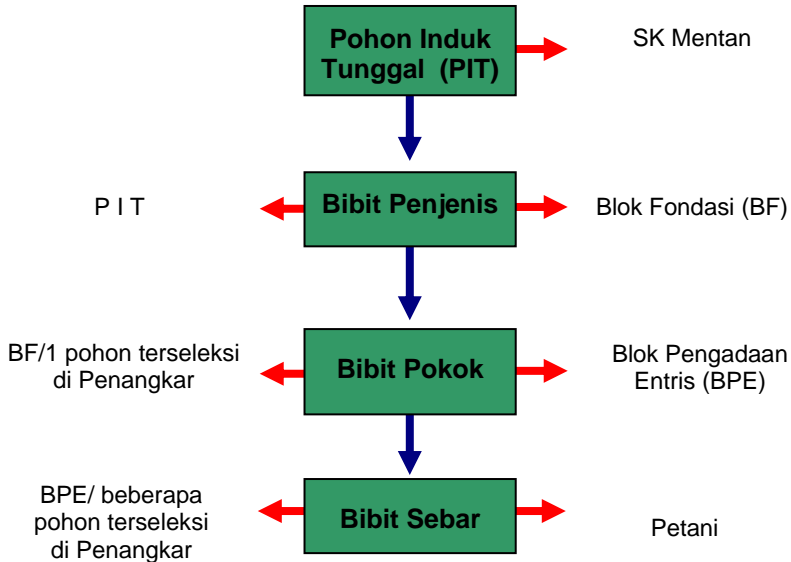 Pohon Induk
Tunggal (PIT)
SK Mentan
P I T
Bibit Penjenis
Blok Fondasi (BF)
BF/1 pohon terseleksi
di Penangkar
Bibit Pokok
Blok Pengadaan
Entris (BPE)
BPE/ beberapa
pohon terseleksi
di Penangkar
Bibit Sebar
Petani